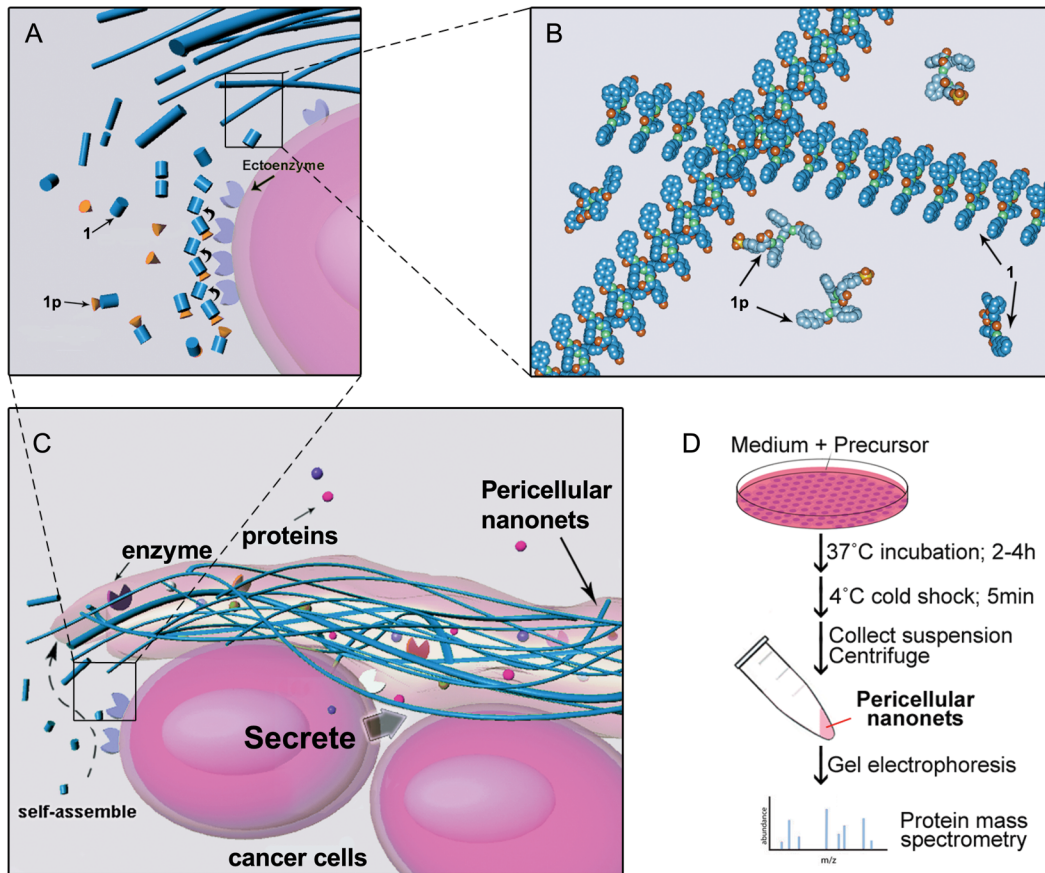 A
Ectoenzyme
1
1p
B
1p
1
C
enzyme
proteins
Pericellular
nanonets
Secrete
self-assemble
cancer cells
D
Medium + Precursor
37°C incubation; 2-4h
4°C cold shock; 5min
Collect suspension
Centrifuge
Pericellular
nanonets
Gel electrophoresis
abundance
m/z
Protein mass
spectrometry